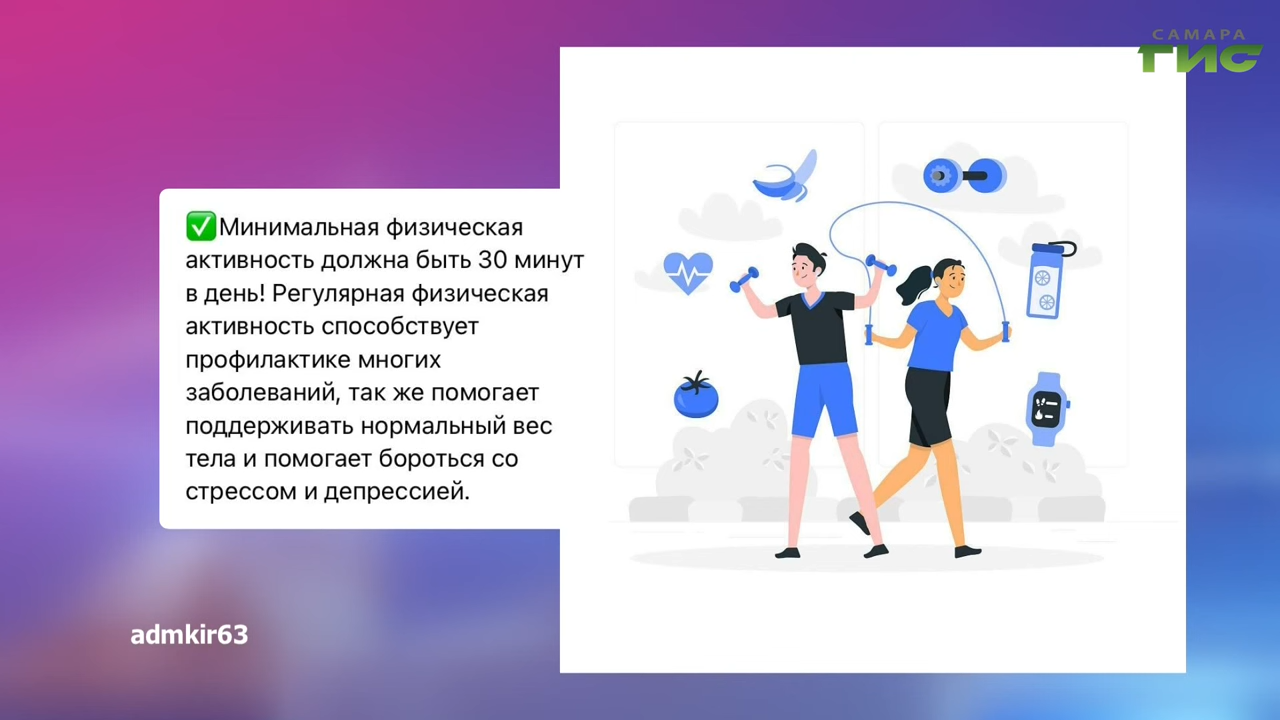 САМАРА
ГИС
✅Минимальная физическая
активность должна быть 30 минут
в день! Регулярная физическая
активность способствует
профилактике многих
заболеваний, так же помогает
поддерживать нормальный вес
тела и помогает бороться со
стрессом и депрессией.
admkir63